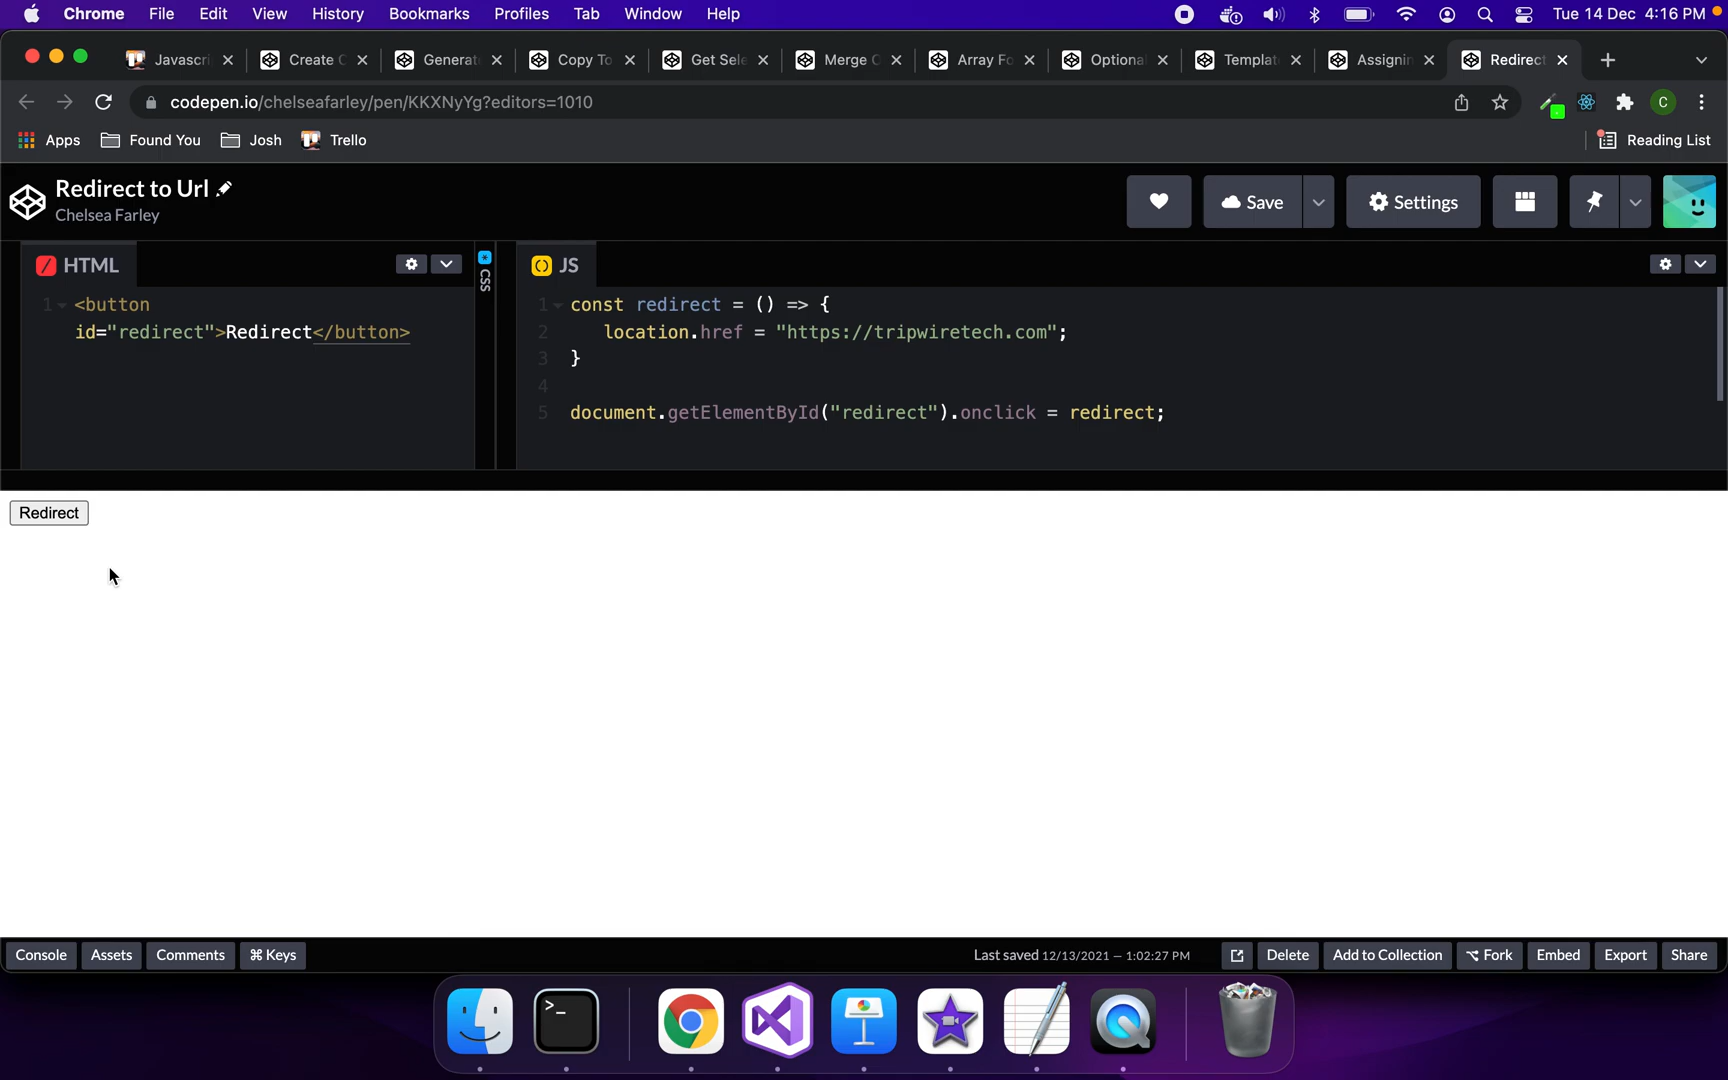 Chrome File Edit View History Bookmarks Profiles Tab Window Help Tue 14 Dec 4:16 PM
Javascri Create C Generat Copy To Get Sele Merge O Array Fo Optional Templat Assignin Redirect
codepen.io/chelseafarley/pen/KKXNyYg?editors=1010 C
Apps Found You Josh Trello Reading List
Redirect to Url
Chelsea Farley
Save Settings
HTML CSS JS
1 <button
id="redirect">Redirect</button>
1 const redirect = () => {
2 location.href = "https://tripwiretech.com";
3 }
4
5 document.getElementById("redirect").onclick = redirect;
Redirect
Console Assets Comments ⌘ Keys Last saved 12/13/2021 — 1:02:27 PM Delete Add to Collection Fork Embed Export Share